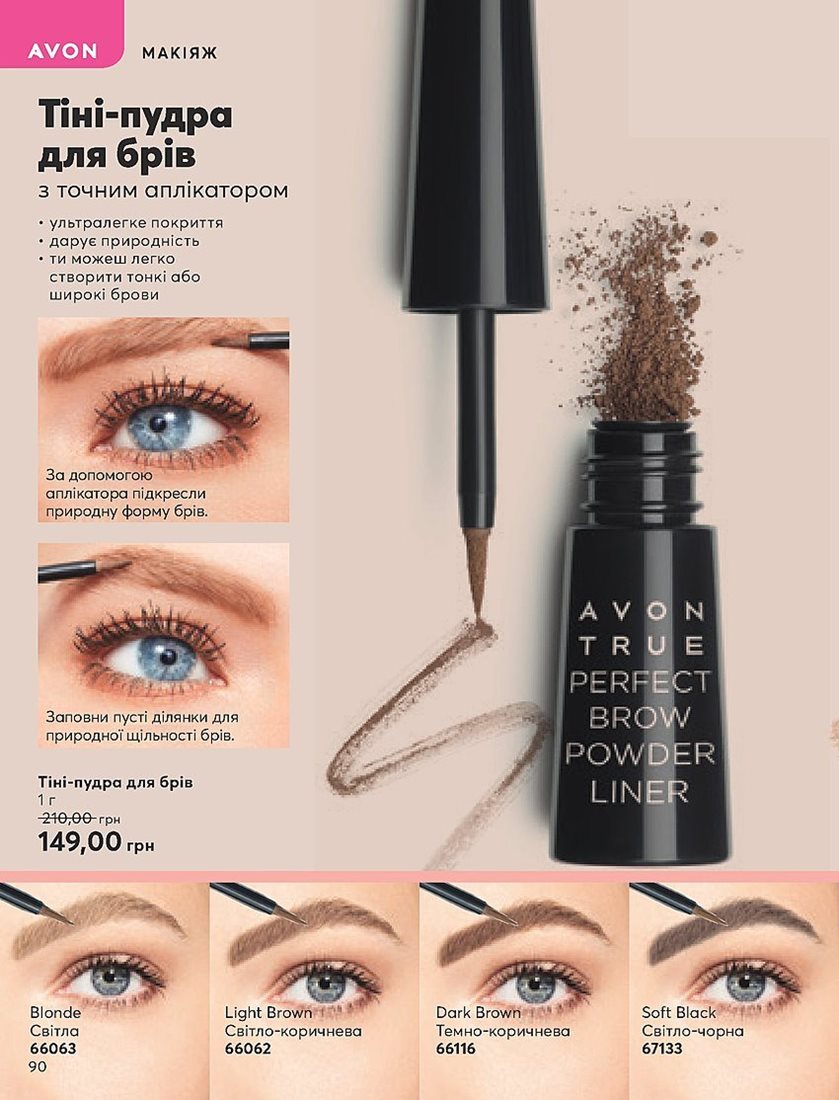 AVON
МАКІЯЖ
Тіні-пудра
для брів
з точним аплікатором
• ультралегке покриття
• дарує природність
• ти можеш легко
створити тонкі або
широкі брови
За допомогою
аплікатора підкресли
природну форму брів.
Заповни пусті ділянки для
природної щільності брів.
Тіні-пудра для брів
1 г
210,00 грн
149,00 грн
AVON
TRUE
PERFECT
BROW
POWDER
LINER
Blonde
Світла
66063
Light Brown
Світло-коричнева
66062
Dark Brown
Темно-коричнева
66116
Soft Black
Світло-чорна
67133
90